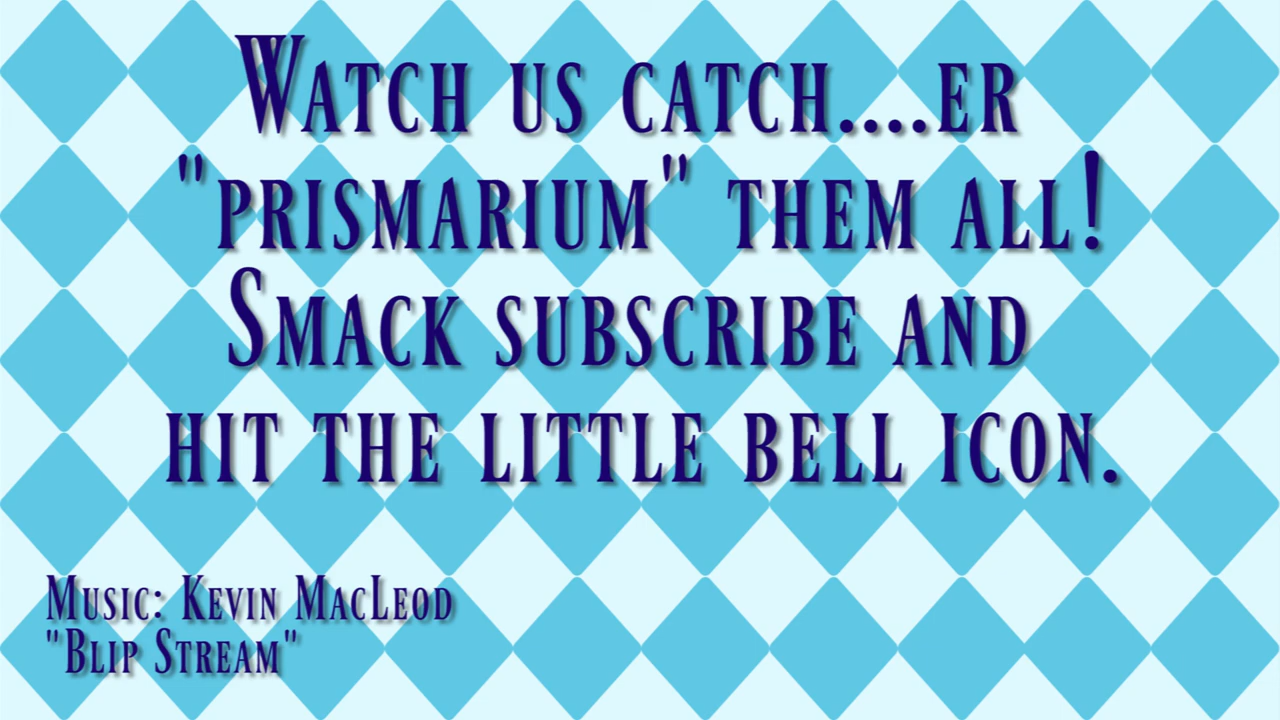 Watch us catch....er
"prismarium" them all!
Smack subscribe and
hit the little bell icon.
Music: Kevin MacLeod
"Blip Stream"